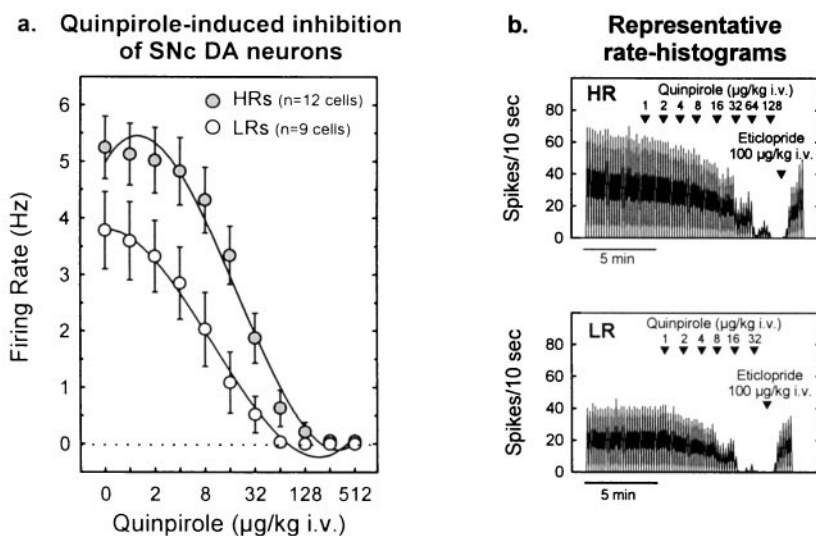 a. Quinpirole-induced inhibition
of SNc DA neurons
HRs (n=12 cells)
LRs (n=9 cells)
Firing Rate (Hz)
6
5
4
3
2
1
0
0 2 8 32 128 512
Quinpirole (µg/kg i.v.)
b. Representative
rate-histograms
HR
Quinpirole (µg/kg i.v.)
1 2 4 8 16 32 64 128
Eticlopride
100 µg/kg i.v.
Spikes/10 sec
80
60
40
20
0
5 min
LR
Quinpirole (µg/kg i.v.)
1 2 4 8 16 32
Eticlopride
100 µg/kg i.v.
Spikes/10 sec
80
60
40
20
0
5 min